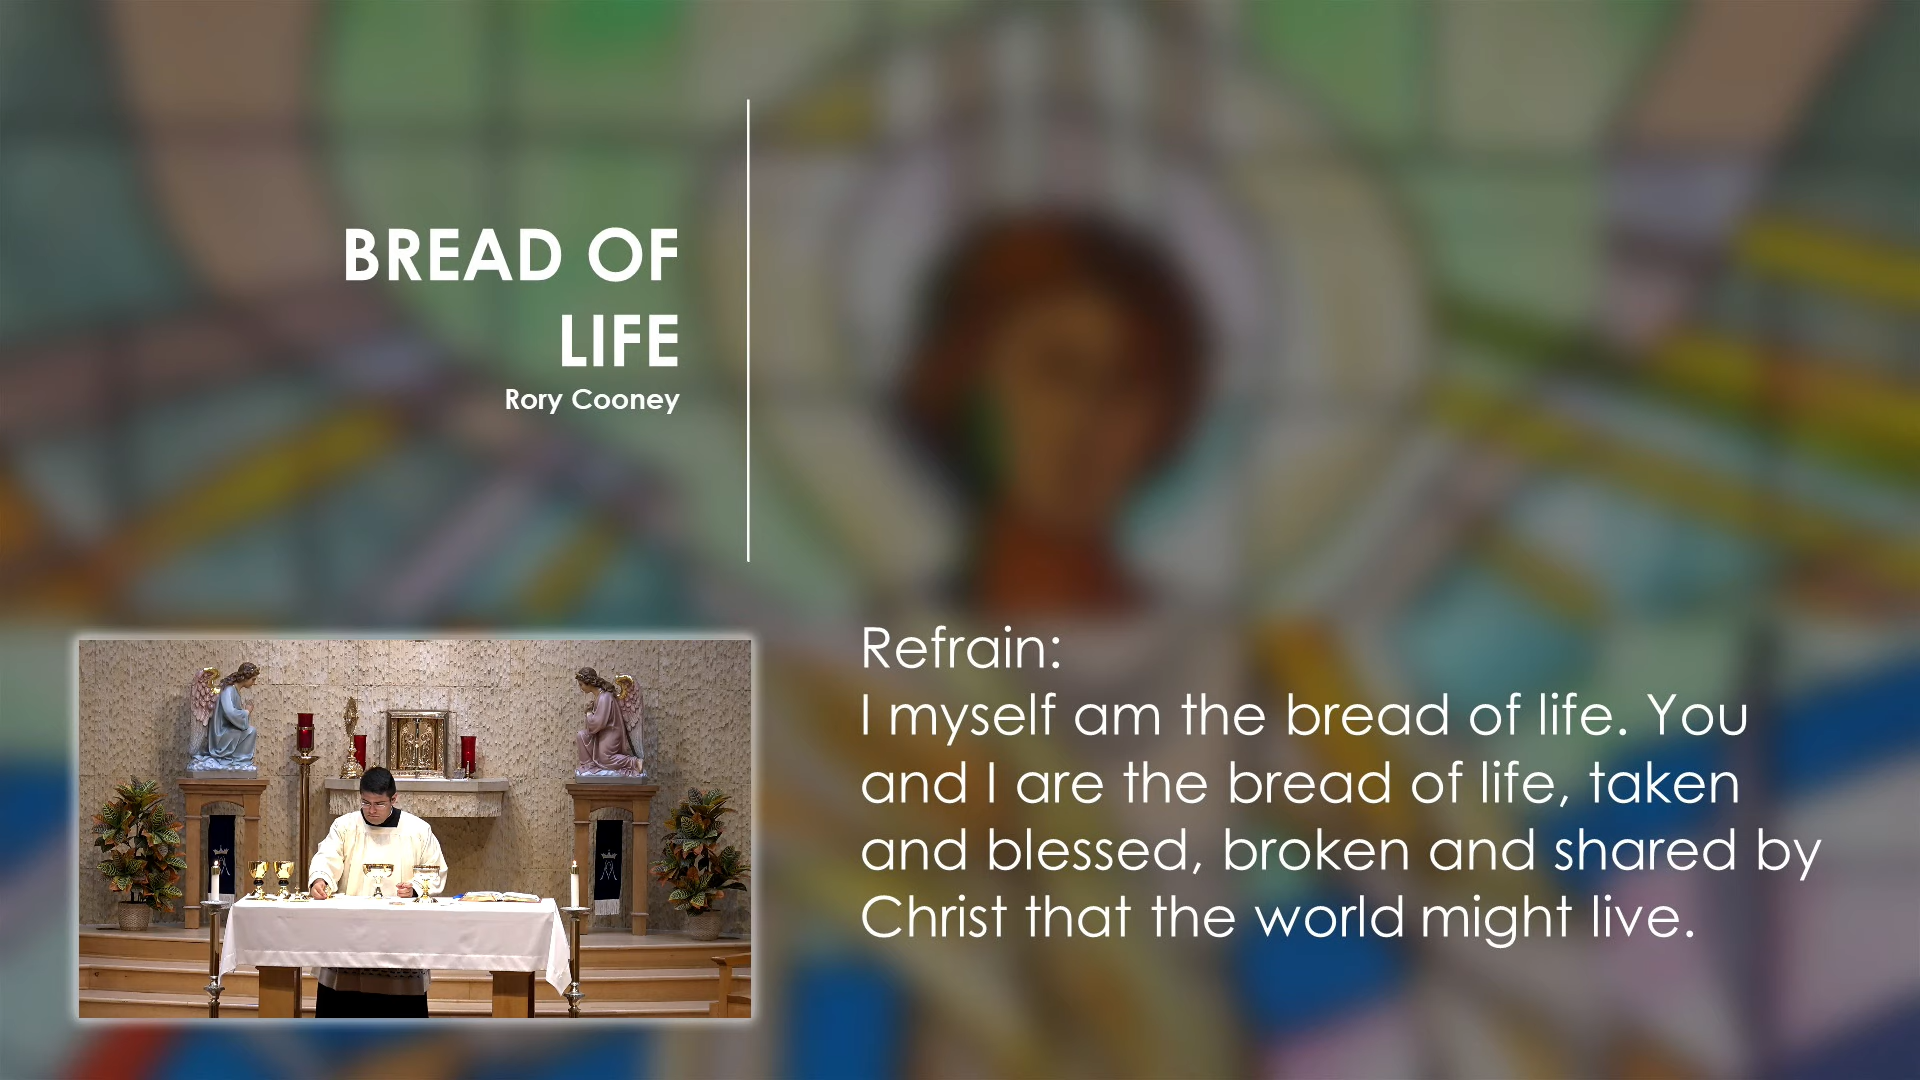 BREAD OF
LIFE
Rory Cooney
Refrain:
I myself am the bread of life. You
and I are the bread of life, taken
and blessed, broken and shared by
Christ that the world might live.